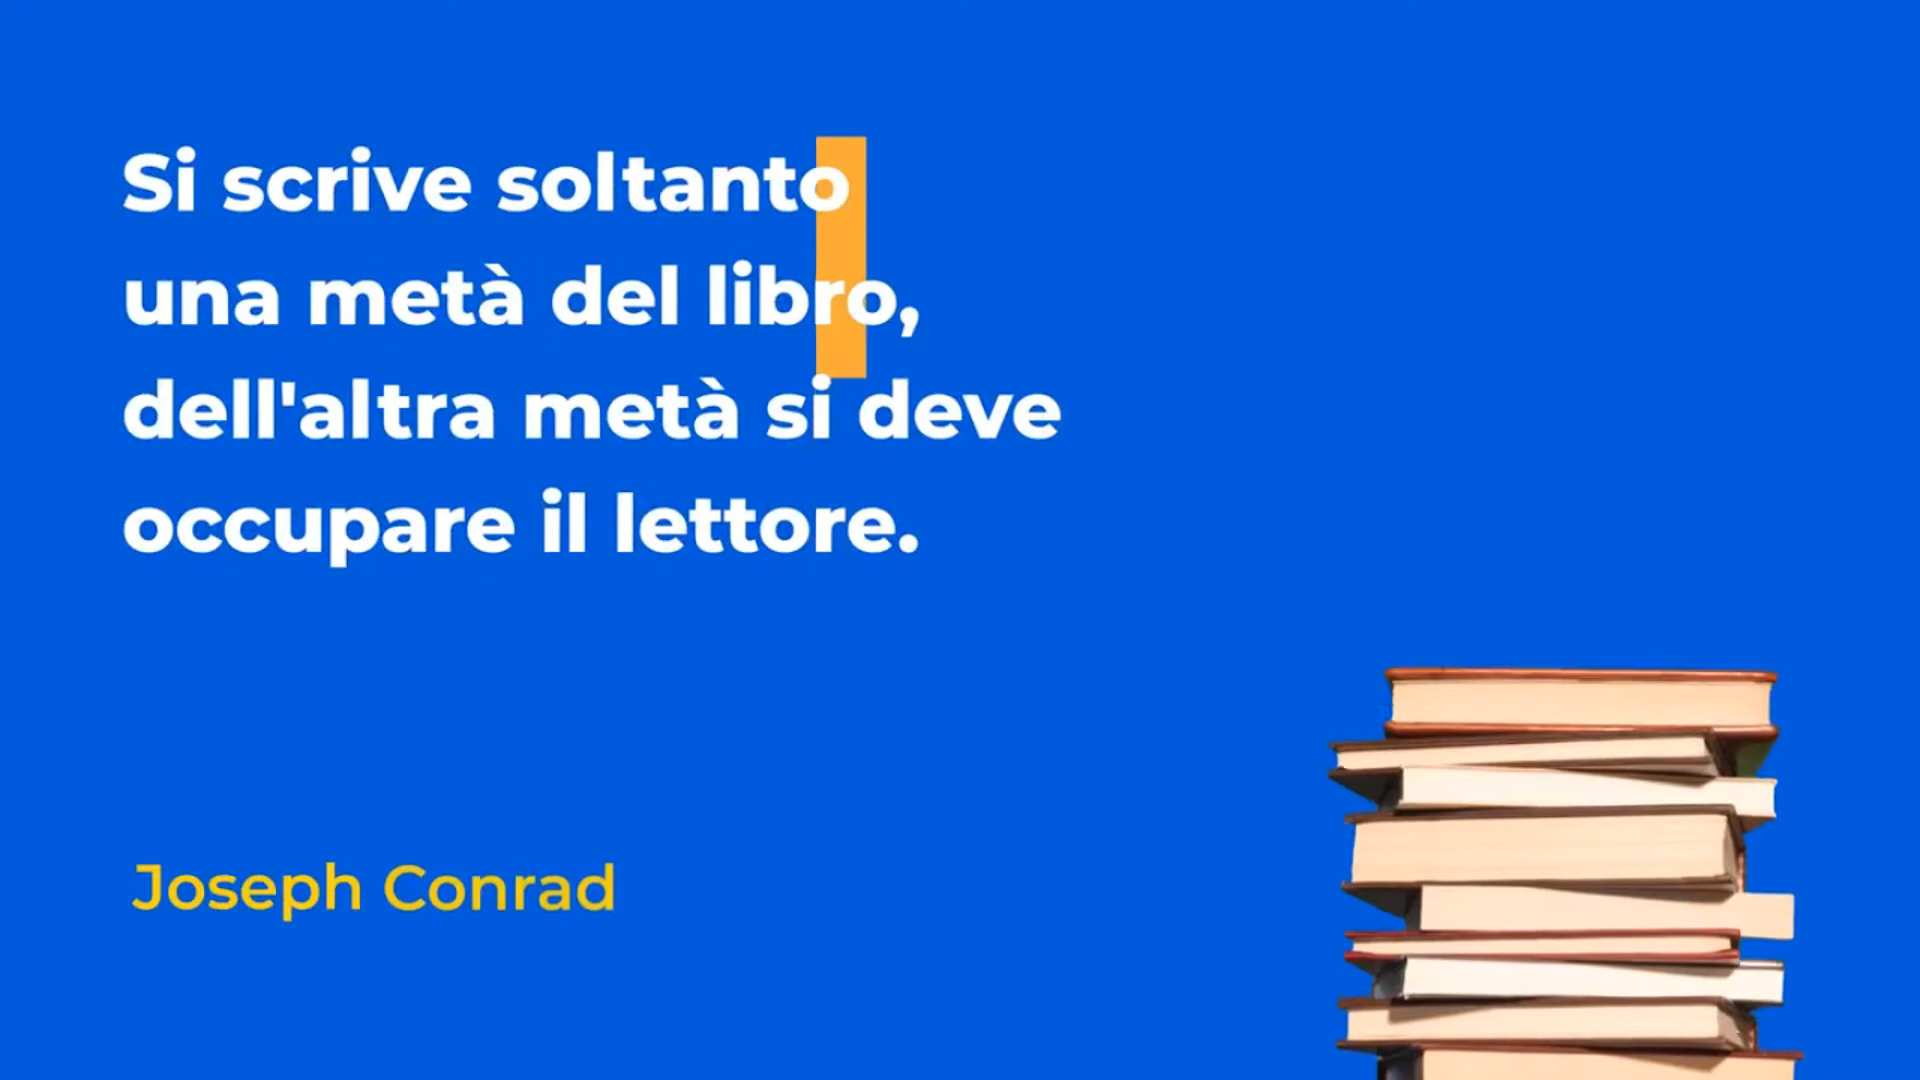 Si scrive soltanto
una metà del libro,
dell'altra metà si deve
occupare il lettore.
Joseph Conrad